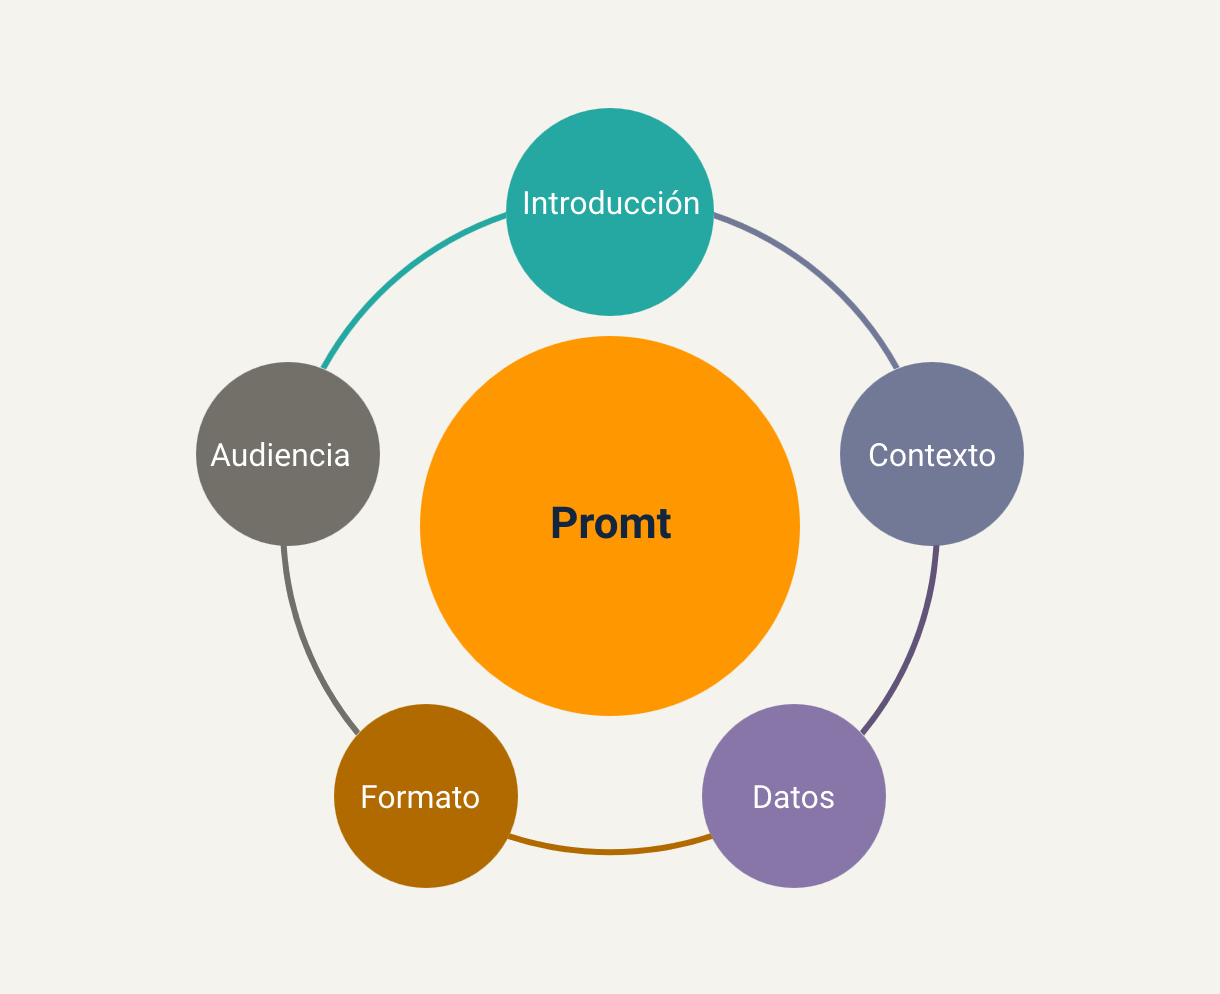 Introducción
Contexto
Datos
Formato
Audiencia
Promt